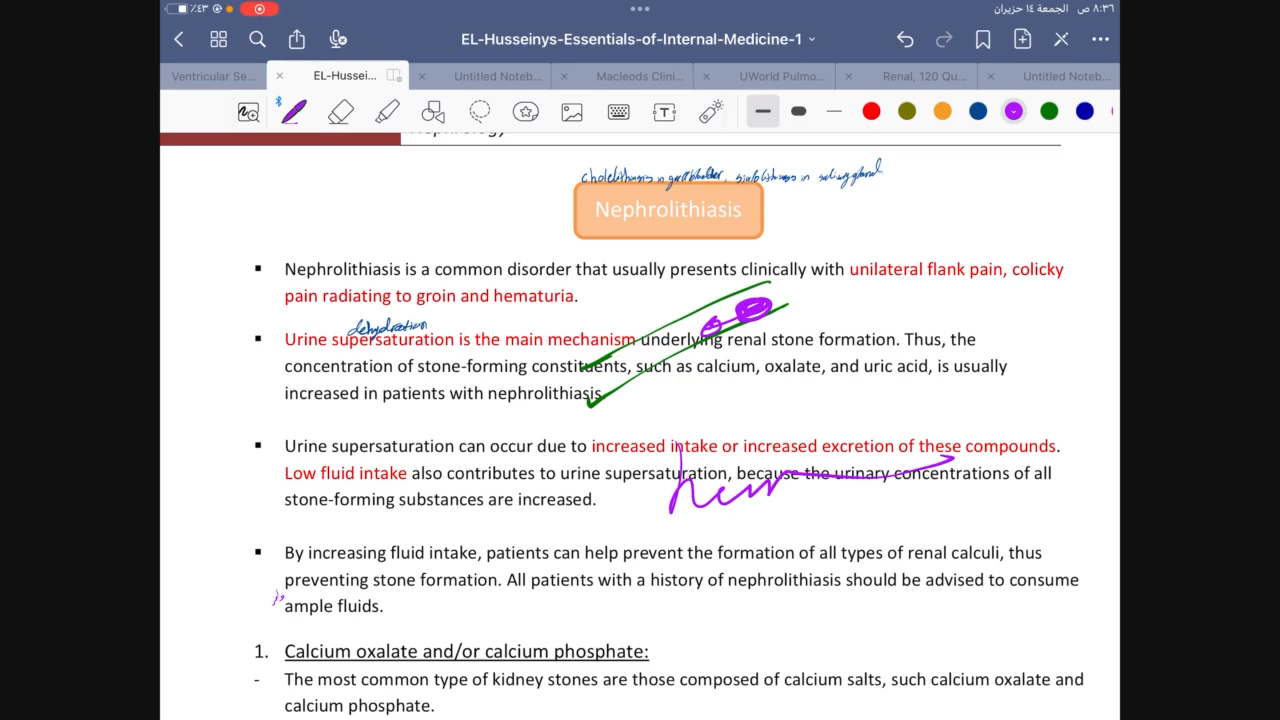 ٪٤٣ الجمعة ١٤ حزيران ٨:٣٦ ص
EL-Husseinys-Essentials-of-Internal-Medicine-1
Ventricular Se... EL-Hussei... Untitled Noteb... Macleods Clini... UWorld Pulmo... Renal, 120 Qu... Untitled Noteb...
Nephrology
cholelithiasis in gallbladder, sialolithiasis in salivary gland
Nephrolithiasis
▪ Nephrolithiasis is a common disorder that usually presents clinically with unilateral flank pain, colicky
pain radiating to groin and hematuria.
dehydration
▪ Urine supersaturation is the main mechanism underlying renal stone formation. Thus, the
concentration of stone-forming constituents, such as calcium, oxalate, and uric acid, is usually
increased in patients with nephrolithiasis.
▪ Urine supersaturation can occur due to increased intake or increased excretion of these compounds.
Low fluid intake also contributes to urine supersaturation, because the urinary concentrations of all
stone-forming substances are increased.
▪ By increasing fluid intake, patients can help prevent the formation of all types of renal calculi, thus
preventing stone formation. All patients with a history of nephrolithiasis should be advised to consume
ample fluids.
1. Calcium oxalate and/or calcium phosphate:
- The most common type of kidney stones are those composed of calcium salts, such calcium oxalate and
calcium phosphate.